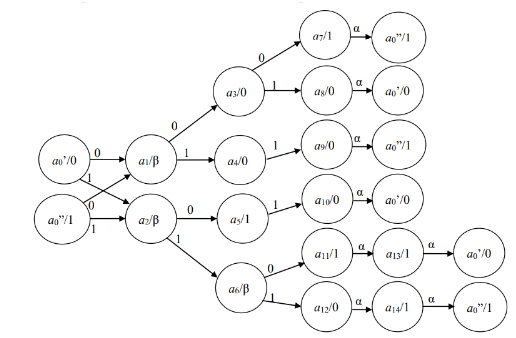 a₇/1 α a₀”/1
0
a₃/0 1 a₈/0 α a₀’/0
0
a₀’/0 0 a₁/β 1 a₄/0 1 a₉/0 α a₀”/1
1
0
a₀”/1 1 a₂/β 0 a₅/1 1 a₁₀/0 α a₀’/0
1
a₁₁/1 α a₁₃/1 α a₀’/0
0
a₆/β
1 a₁₂/0 α a₁₄/1 α a₀”/1